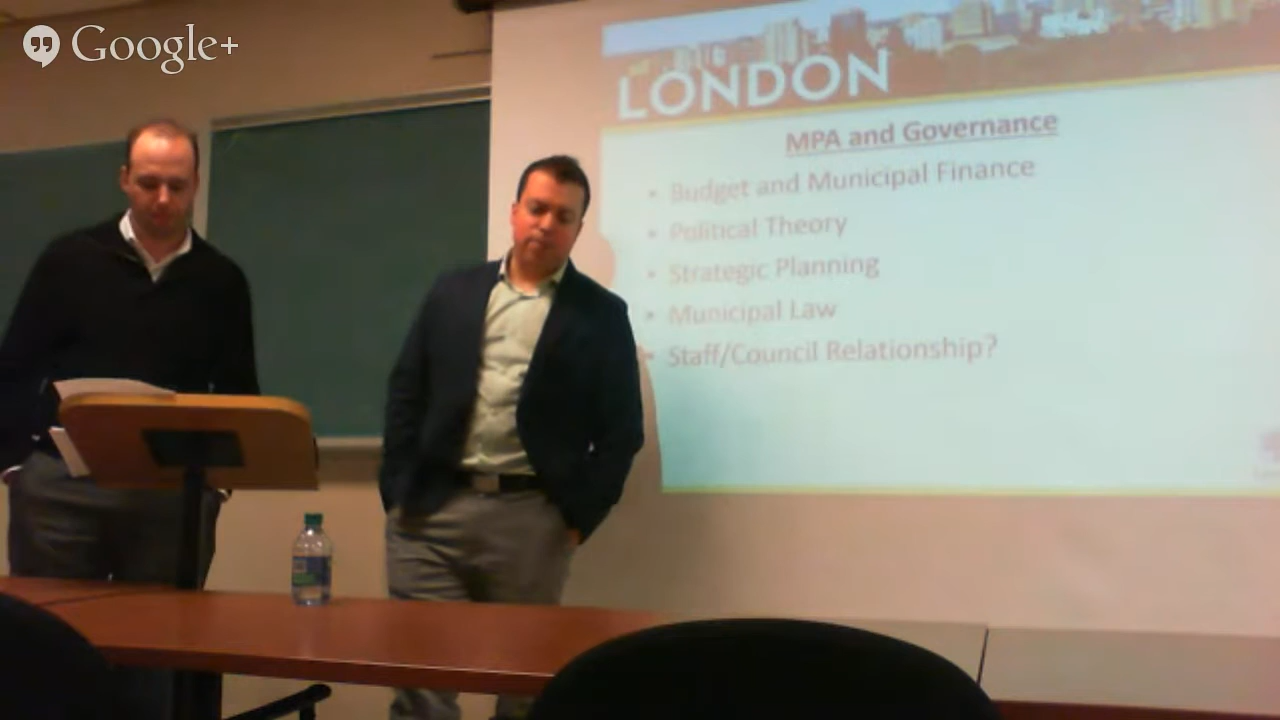 Google+
LONDON
MPA and Governance
• Budget and Municipal Finance
• Political Theory
• Strategic Planning
• Municipal Law
• Staff/Council Relationship?